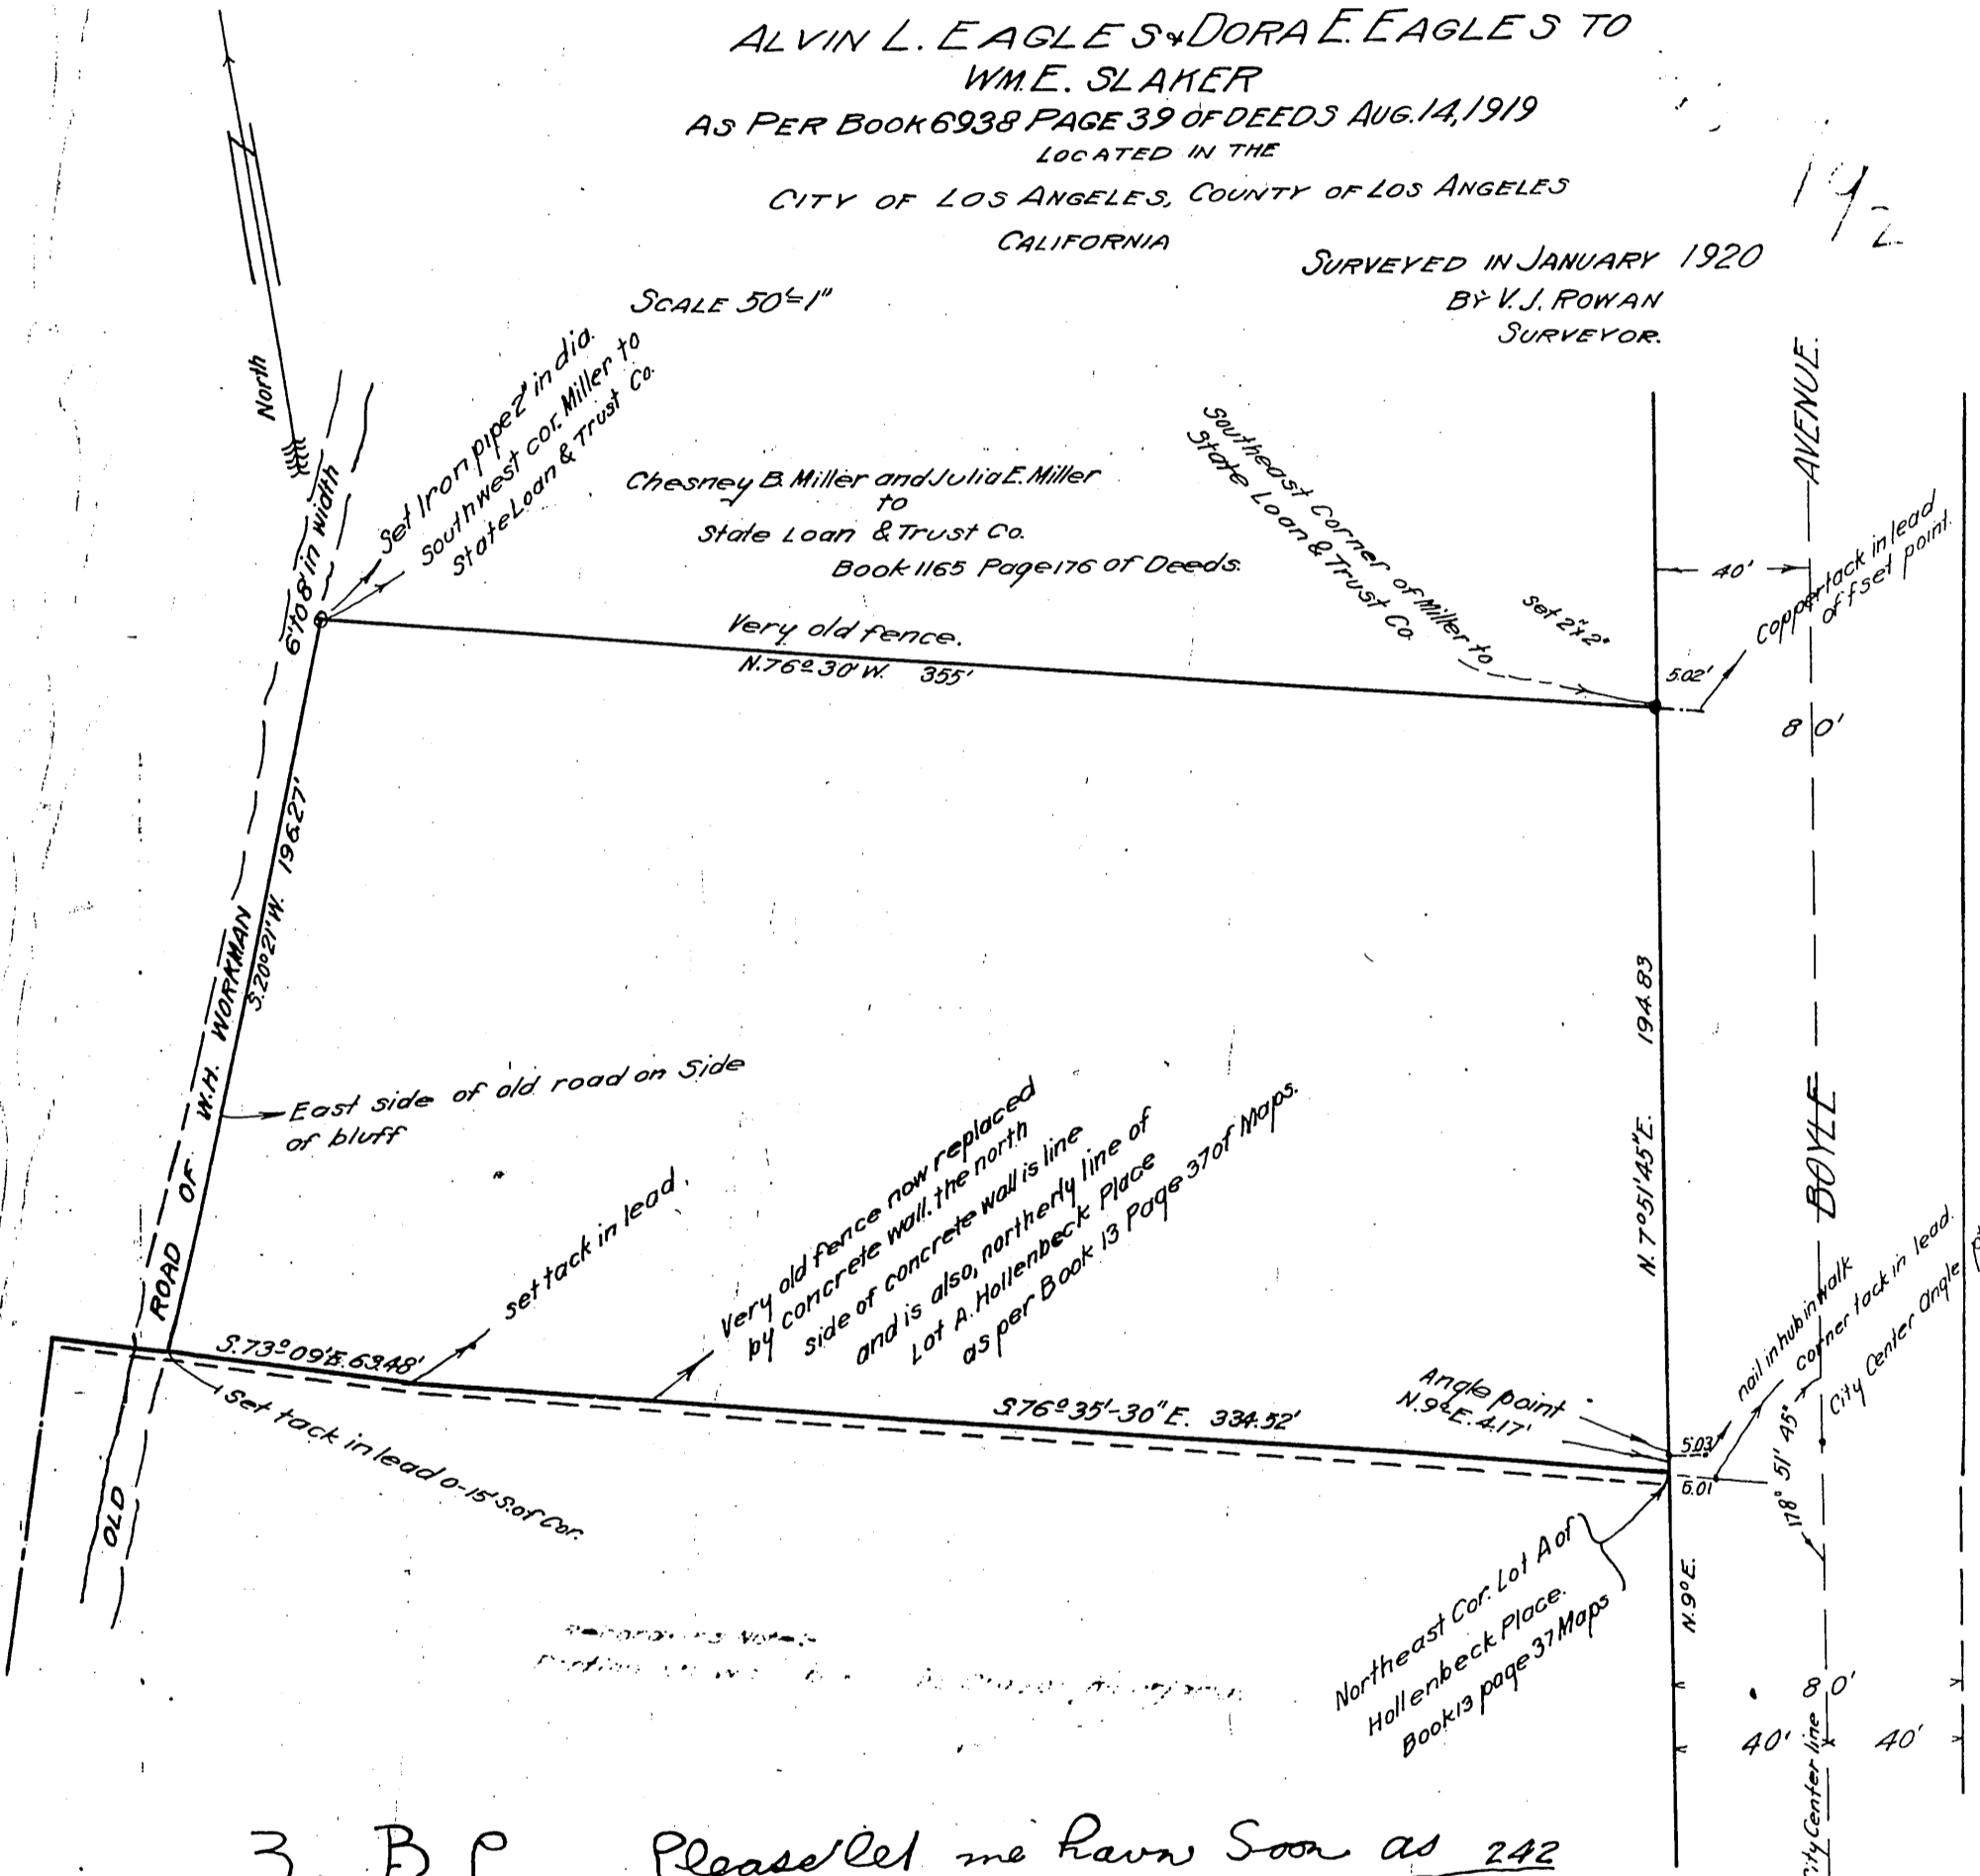 ALVIN L. EAGLES & DORA E. EAGLES TO
WM. E. SLAKER
AS PER BOOK 6938 PAGE 39 OF DEEDS AUG. 14, 1919
LOCATED IN THE
CITY OF LOS ANGELES, COUNTY OF LOS ANGELES
CALIFORNIA
SURVEYED IN JANUARY 1920
BY V. J. ROWAN
SURVEYOR.
SCALE 50'=1"
North
Set Iron pipe 2" in dia.
Southwest cor. Miller to
State Loan & Trust Co.
6' to 8' in width
Chesney B. Miller and Julia E. Miller
to
State Loan & Trust Co.
Book 1165 Page 176 of Deeds.
Southeast Corner of Miller to
State Loan & Trust Co
set 2"x2"
AVENUE.
40'
Copper tack in lead
offset point.
5.02'
80'
Very old fence.
N.76°30'W. 355'
S.20°21'W. 196.27'
OLD ROAD OF W.H. WORKMAN
East side of old road on Side
of bluff
194.83
N.7°51'45"E.
BOYLE
set tack in lead.
Very old fence now replaced
by concrete wall. the north
side of concrete wall is line
and is also, northerly line of
Lot A. Hollenbeck Place
as per Book 13 Page 37 of Maps.
S.73°09'E. 63.48'
Set tack in lead 0-15' S. of Cor.
S76°35'-30"E. 334.52'
Angle point
N.9°E. 4.17'
5.03
nail in hub in walk
corner tack in lead.
City Center Angle
178° 51' 45"
Northeast Cor. Lot A of
Hollenbeck Place.
Book 13 page 37 Maps
N.9°E.
80'
40' 40'
City Center line
3 B P Please let me have Soon as 242